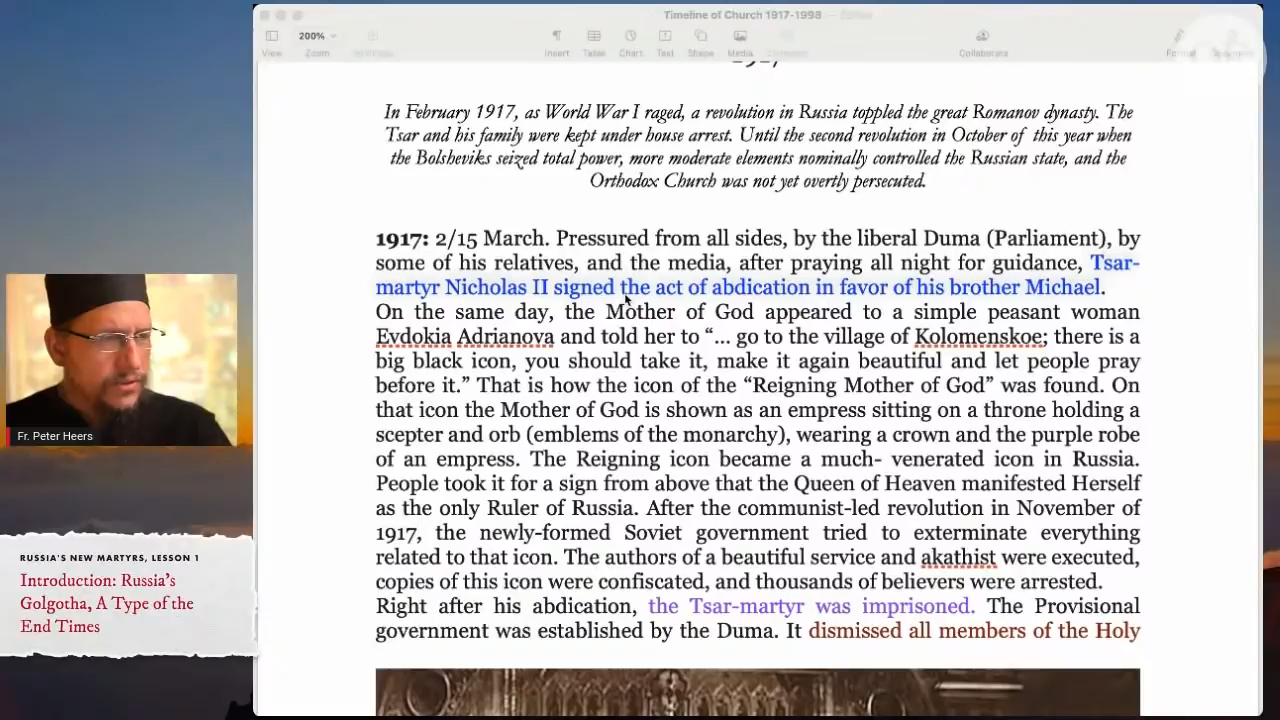 Timeline of Church 1917-1998 — Edited
200%
View
Zoom
Insert
Table
Chart
Text
Shape
Media
Collaborate
Format
In February 1917, as World War I raged, a revolution in Russia toppled the great Romanov dynasty. The
Tsar and his family were kept under house arrest. Until the second revolution in October of this year when
the Bolsheviks seized total power, more moderate elements nominally controlled the Russian state, and the
Orthodox Church was not yet overtly persecuted.
1917: 2/15 March. Pressured from all sides, by the liberal Duma (Parliament), by
some of his relatives, and the media, after praying all night for guidance, Tsar-
martyr Nicholas II signed the act of abdication in favor of his brother Michael.
On the same day, the Mother of God appeared to a simple peasant woman
Evdokia Adrianova and told her to “... go to the village of Kolomenskoe; there is a
big black icon, you should take it, make it again beautiful and let people pray
before it.” That is how the icon of the “Reigning Mother of God” was found. On
that icon the Mother of God is shown as an empress sitting on a throne holding a
scepter and orb (emblems of the monarchy), wearing a crown and the purple robe
of an empress. The Reigning icon became a much- venerated icon in Russia.
People took it for a sign from above that the Queen of Heaven manifested Herself
as the only Ruler of Russia. After the communist-led revolution in November of
1917, the newly-formed Soviet government tried to exterminate everything
related to that icon. The authors of a beautiful service and akathist were executed,
copies of this icon were confiscated, and thousands of believers were arrested.
Right after his abdication, the Tsar-martyr was imprisoned. The Provisional
government was established by the Duma. It dismissed all members of the Holy
Fr. Peter Heers
RUSSIA'S NEW MARTYRS, LESSON 1
Introduction: Russia's
Golgotha, A Type of the
End Times